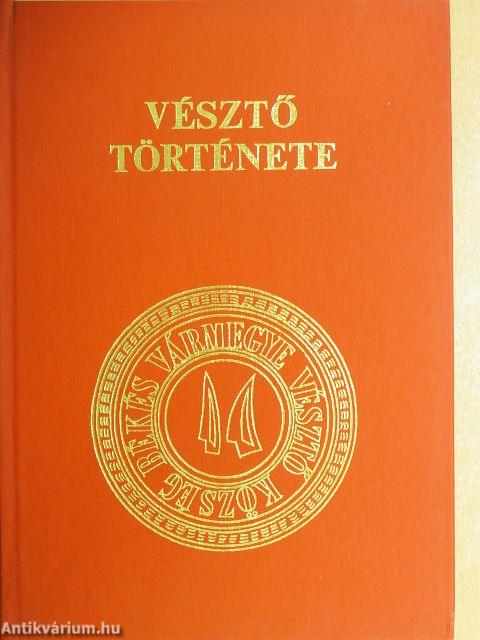 VÉSZTŐ
TÖRTÉNETE
BÉKÉS VÁRMEGYE VÉSZTŐ KÖZSÉG
Antikvárium.hu